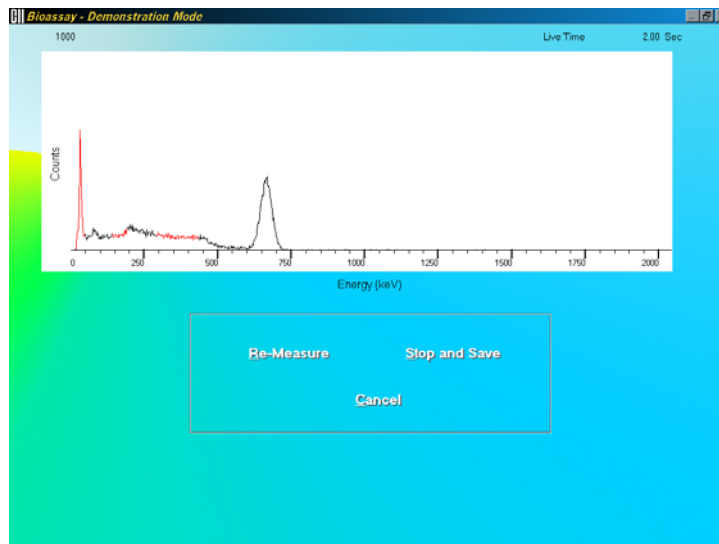 CII Bioassay - Demonstration Mode
1000 Live Time 2.00 Sec
Counts
0 250 500 750 1000 1250 1500 1750 2000
Energy (keV)
Re-Measure Stop and Save
Cancel